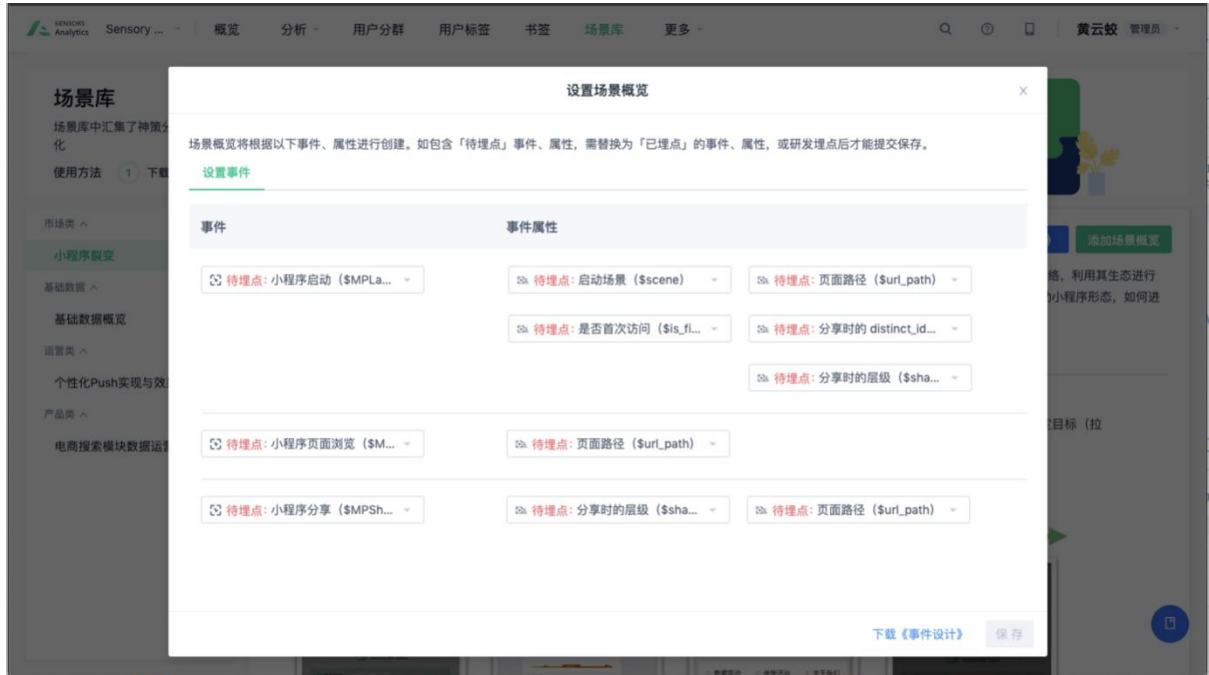 SENSORS
Analytics
Sensory ...
概览
分析
用户分群
用户标签
书签
场景库
更多
黄云蛟
管理员
场景库
场景库中汇集了神策分
化
使用方法 1 下载
市场类
小程序裂变
基础数据
基础数据概览
运营类
个性化Push实现与效
产品类
电商搜索模块数据运营
设置场景概览
场景概览将根据以下事件、属性进行创建。如包含「待埋点」事件、属性，需替换为「已埋点」的事件、属性，或研发埋点后才能提交保存。
设置事件
事件 事件属性
待埋点: 小程序启动（$MPLa... 待埋点: 启动场景（$scene） 待埋点: 页面路径（$url_path）
待埋点: 是否首次访问（$is_fi... 待埋点: 分享时的 distinct_id...
待埋点: 分享时的层级（$sha...
待埋点: 小程序页面浏览（$M... 待埋点: 页面路径（$url_path）
待埋点: 小程序分享（$MPSh... 待埋点: 分享时的层级（$sha... 待埋点: 页面路径（$url_path）
下载《事件设计》 保存
添加场景概览
络，利用其生态进行
小程序形态，如何进
目标（拉